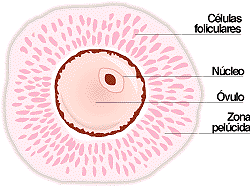 Células
foliculares
Núcleo
Óvulo
Zona
pelúcida